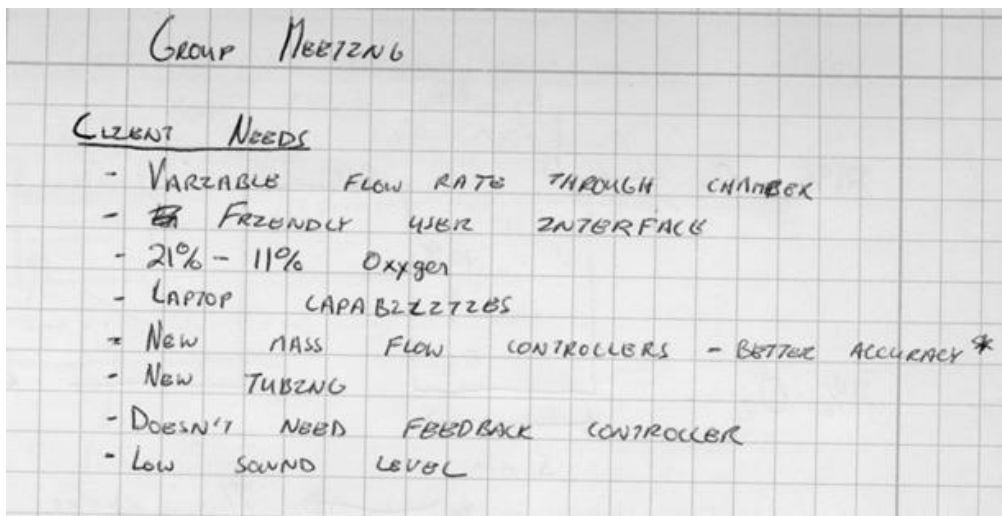 GROUP MEETING
CLIENT NEEDS
- VARIABLE FLOW RATE THROUGH CHAMBER
- FRIENDLY USER INTERFACE
- 21% - 11% Oxygen
- LAPTOP CAPABILITIES
- NEW MASS FLOW CONTROLLERS - BETTER ACCURACY *
- NEW TUBING
- DOESN'T NEED FEEDBACK CONTROLLER
- LOW SOUND LEVEL